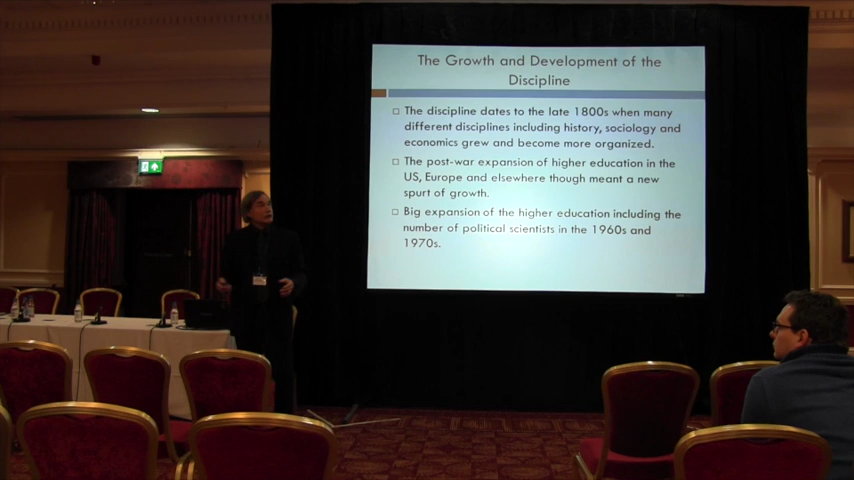 The Growth and Development of the
Discipline
The discipline dates to the late 1800s when many
different disciplines including history, sociology and
economics grew and become more organized.
The post-war expansion of higher education in the
US, Europe and elsewhere though meant a new
spurt of growth.
Big expansion of the higher education including the
number of political scientists in the 1960s and
1970s.